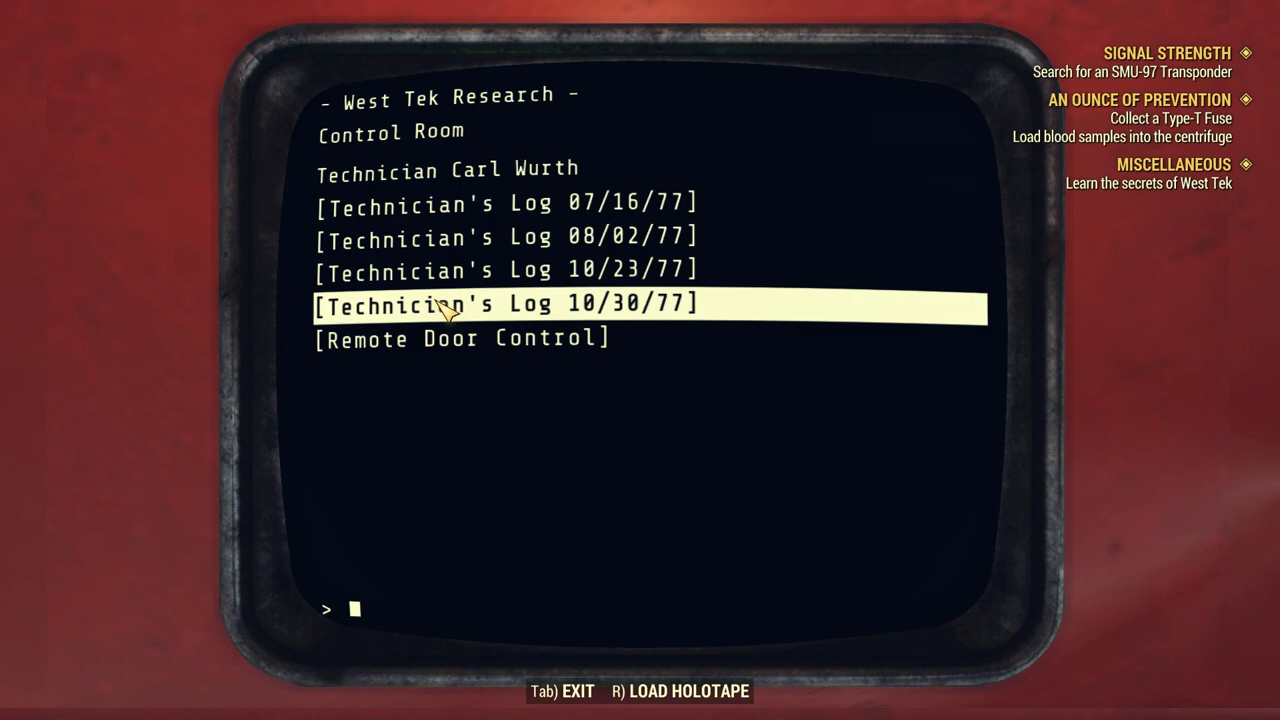 - West Tek Research -
Control Room
Technician Carl Wurth
[Technician's Log 07/16/77]
[Technician's Log 08/02/77]
[Technician's Log 10/23/77]
[Technician's Log 10/30/77]
[Remote Door Control]
>
SIGNAL STRENGTH
Search for an SMU-97 Transponder
AN OUNCE OF PREVENTION
Collect a Type-T Fuse
Load blood samples into the centrifuge
MISCELLANEOUS
Learn the secrets of West Tek
Tab) EXIT R) LOAD HOLOTAPE